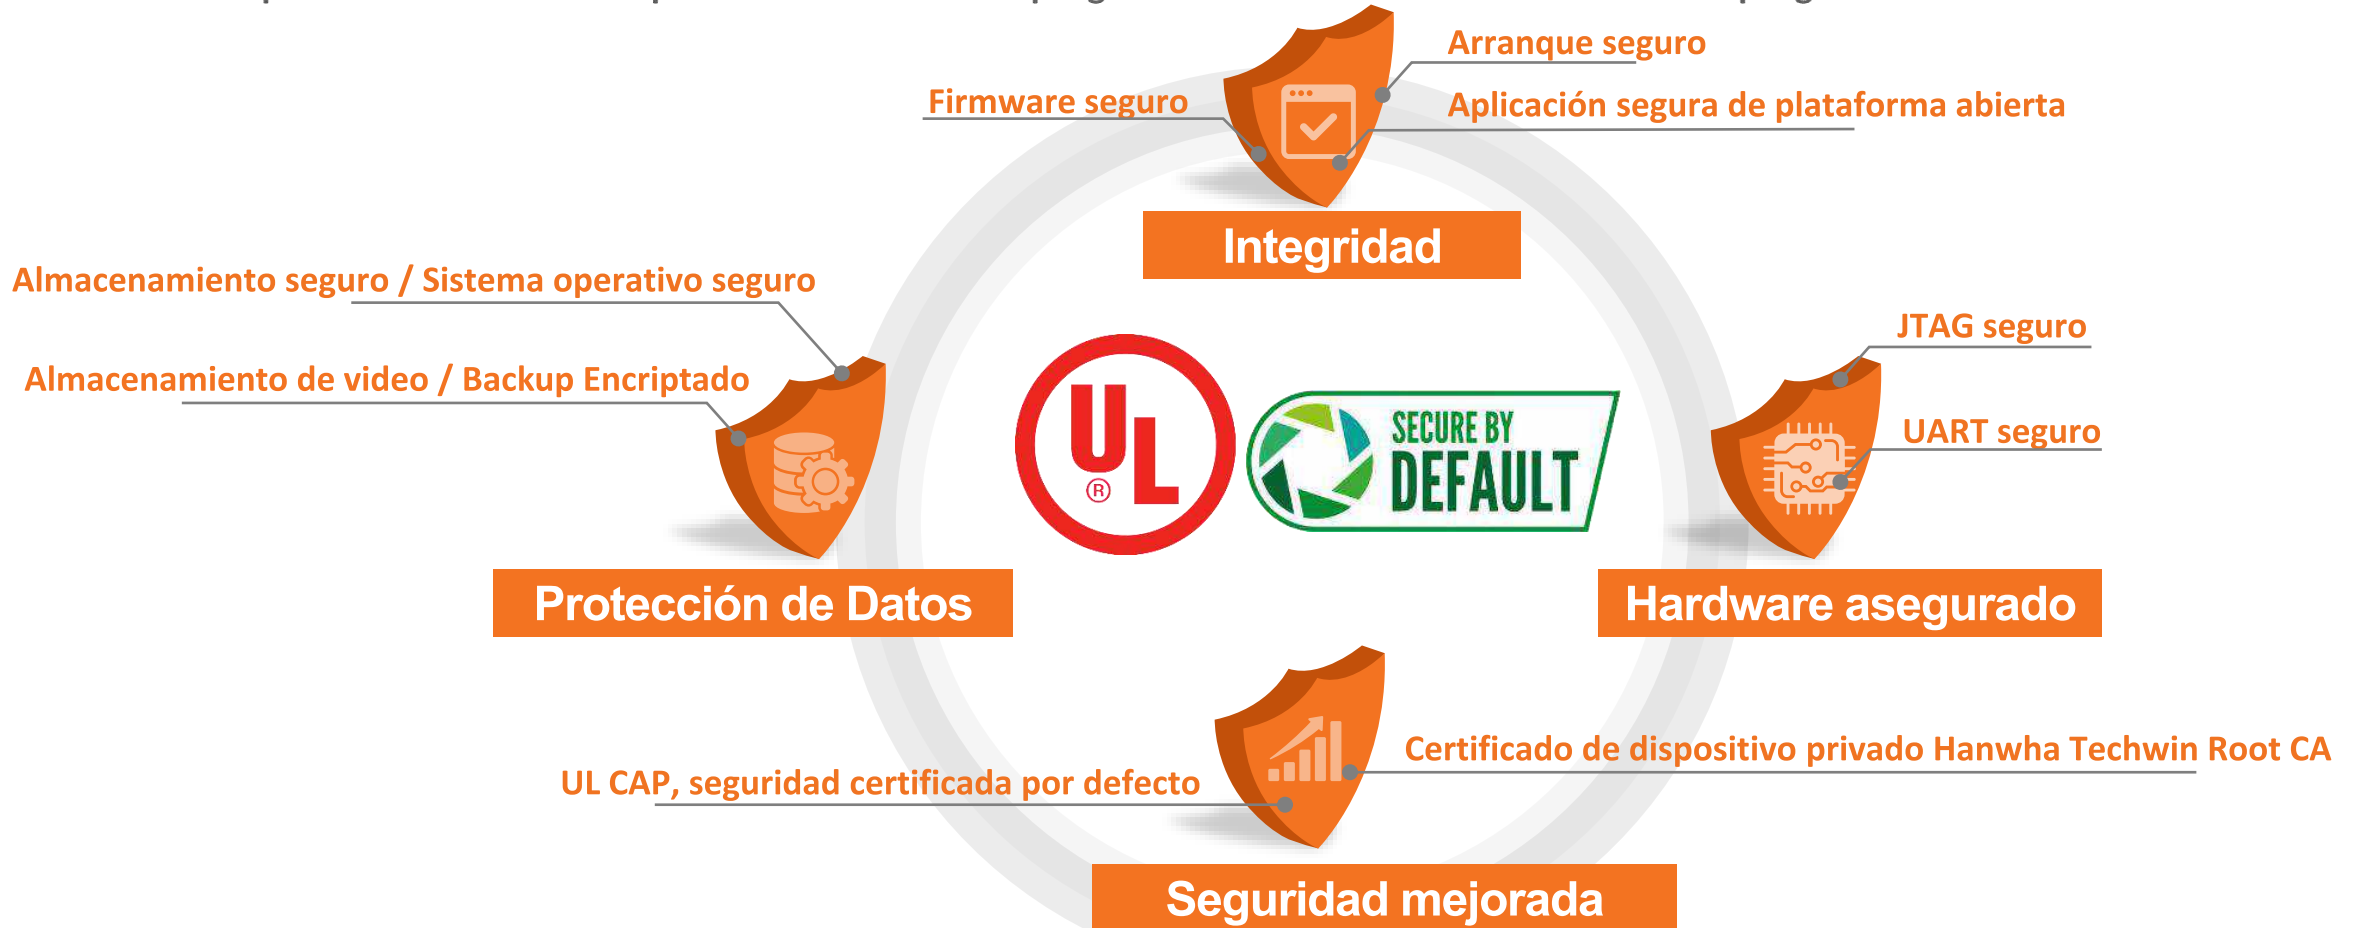 Arranque seguro
Firmware seguro
Aplicación segura de plataforma abierta
Integridad
Almacenamiento seguro / Sistema operativo seguro
Almacenamiento de video / Backup Encriptado
JTAG seguro
UART seguro
UL
®
SECURE BY
DEFAULT
Protección de Datos
Hardware asegurado
Certificado de dispositivo privado Hanwha Techwin Root CA
UL CAP, seguridad certificada por defecto
Seguridad mejorada